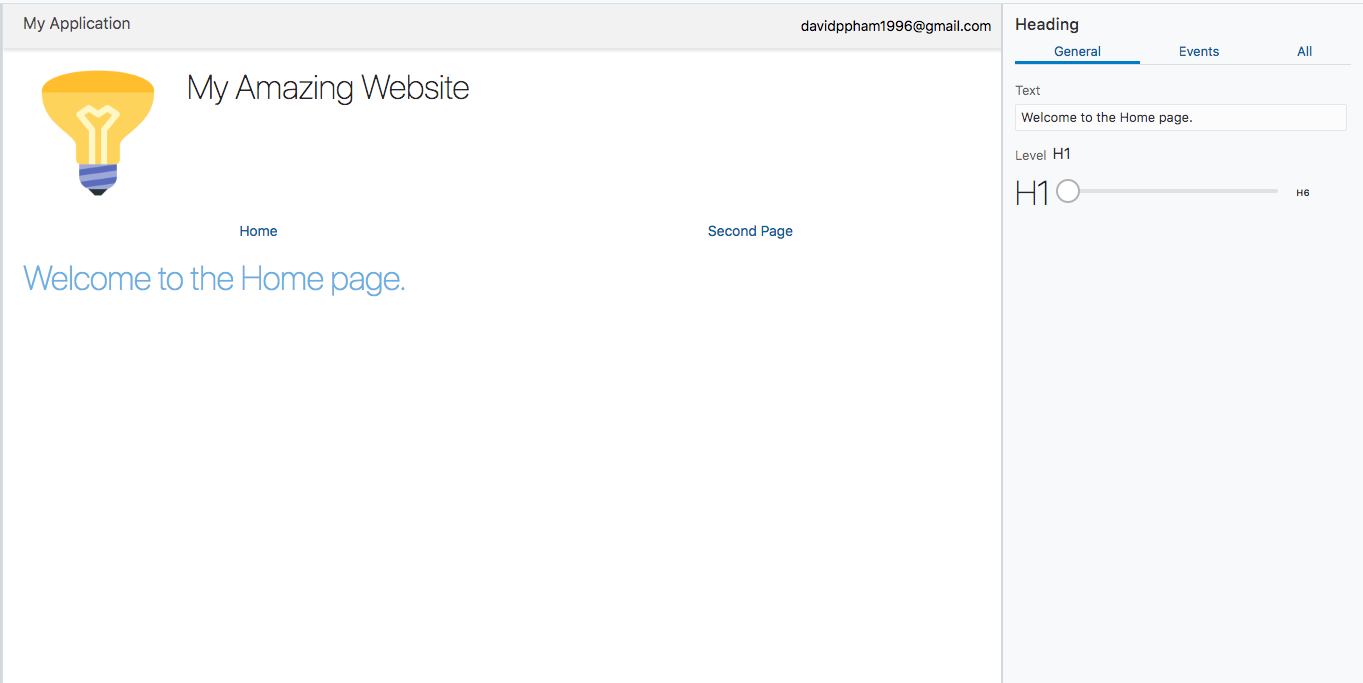 My Application
davidppham1996@gmail.com
My Amazing Website
Home
Second Page
Welcome to the Home page.
Heading
General
Events
All
Text
Welcome to the Home page.
Level H1
H1
H6